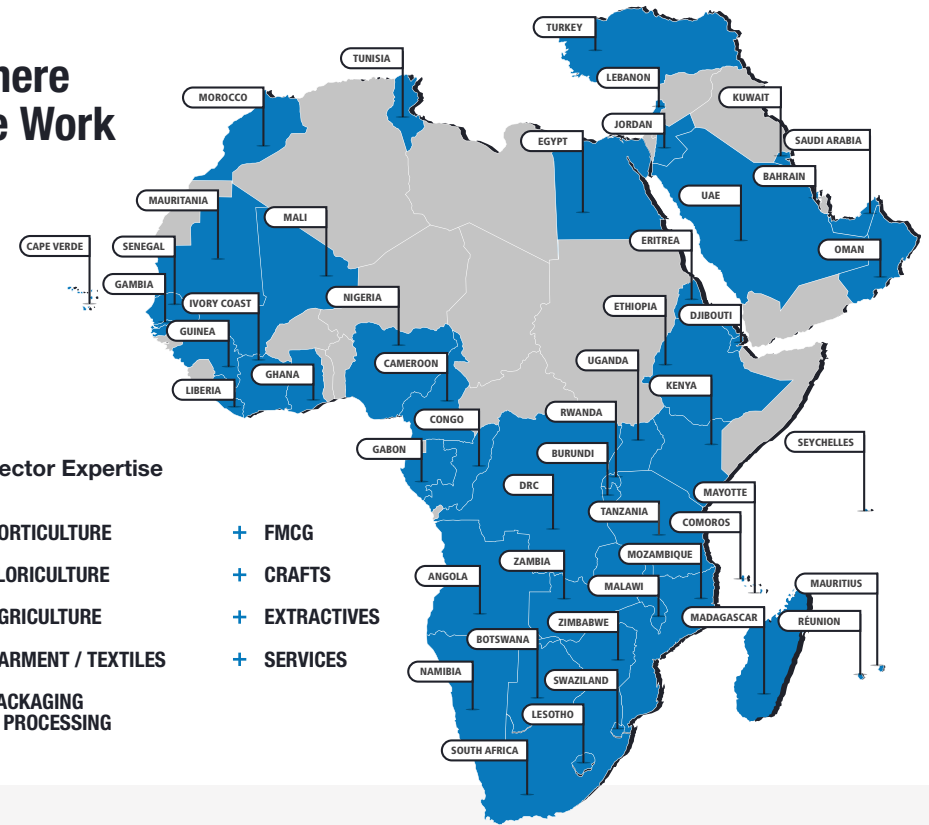 here
e Work
TURKEY
TUNISIA
LEBANON
MOROCCO
KUWAIT
JORDAN
EGYPT
SAUDI ARABIA
BAHRAIN
MAURITANIA
UAE
MALI
CAPE VERDE
SENEGAL
ERITREA
OMAN
GAMBIA
NIGERIA
IVORY COAST
ETHIOPIA
DJIBOUTI
GUINEA
UGANDA
CAMEROON
GHANA
KENYA
LIBERIA
RWANDA
CONGO
SEYCHELLES
GABON
BURUNDI
DRC
MAYOTTE
TANZANIA
COMOROS
MOZAMBIQUE
ZAMBIA
ANGOLA
MALAWI
MAURITIUS
MADAGASCAR
RÉUNION
ZIMBABWE
BOTSWANA
NAMIBIA
SWAZILAND
LESOTHO
SOUTH AFRICA
ector Expertise
ORTICULTURE
LORICULTURE
GRICULTURE
ARMENT / TEXTILES
ACKAGING
PROCESSING
+ FMCG
+ CRAFTS
+ EXTRACTIVES
+ SERVICES